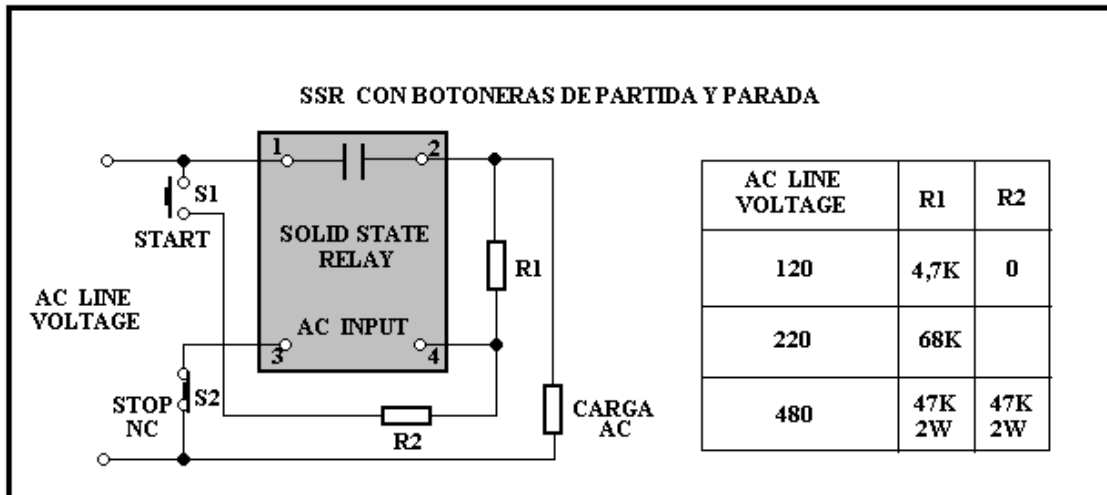 SSR CON BOTONERAS DE PARTIDA Y PARADA
1
2
S1
START
SOLID STATE
RELAY
R1
AC LINE
VOLTAGE
AC INPUT
3
4
STOP
NC
S2
R2
CARGA
AC
AC LINE
VOLTAGE
R1
R2
120
4,7K
0
220
68K
480
47K
2W
47K
2W